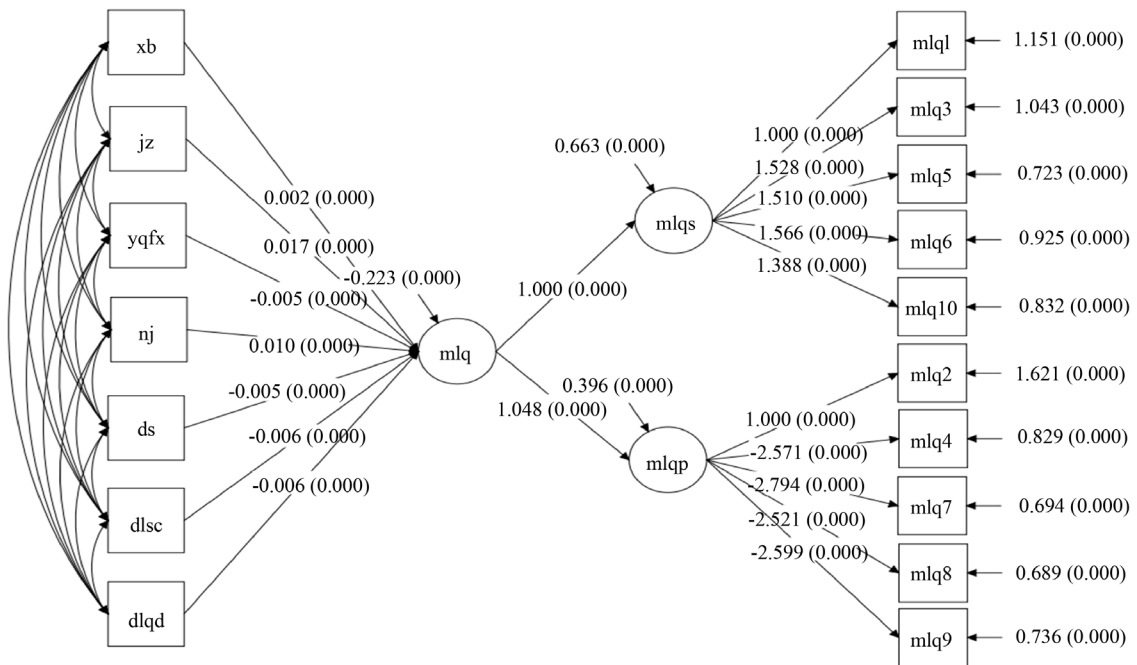 xb
jz
yqfx
nj
ds
dlsc
dlqd
0.002 (0.000)
0.017 (0.000)
-0.005 (0.000)
0.010 (0.000)
-0.005 (0.000)
-0.006 (0.000)
-0.006 (0.000)
-0.223 (0.000)
mlq
1.000 (0.000)
1.048 (0.000)
0.663 (0.000)
mlqs
0.396 (0.000)
mlqp
1.000 (0.000)
1.528 (0.000)
1.510 (0.000)
1.566 (0.000)
1.388 (0.000)
1.000 (0.000)
-2.571 (0.000)
-2.794 (0.000)
-2.521 (0.000)
-2.599 (0.000)
mlql 1.151 (0.000)
mlq3 1.043 (0.000)
mlq5 0.723 (0.000)
mlq6 0.925 (0.000)
mlq10 0.832 (0.000)
mlq2 1.621 (0.000)
mlq4 0.829 (0.000)
mlq7 0.694 (0.000)
mlq8 0.689 (0.000)
mlq9 0.736 (0.000)